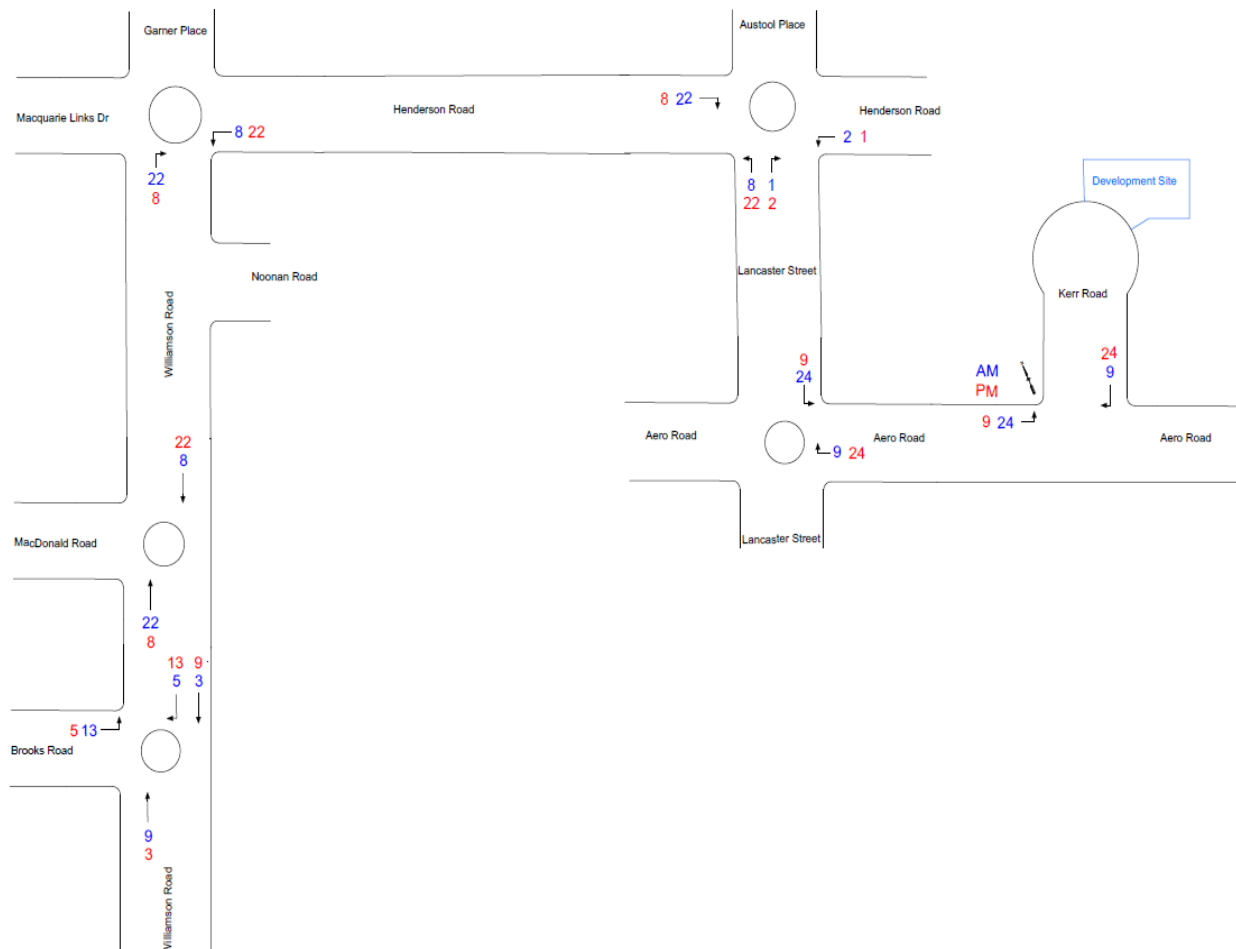 Garner Place
Austool Place
8 22
Henderson Road
Henderson Road
Macquarie Links Dr
8 22
2 1
22
8
8 1
22 2
Development Site
Noonan Road
Lancaster Street
Kerr Road
Williamson Road
9
24
AM
PM
24
9
9 24
Aero Road
Aero Road
Aero Road
9 24
22
8
MacDonald Road
Lancaster Street
22
8
13 9
5 3
5 13
Brooks Road
9
3
Williamson Road